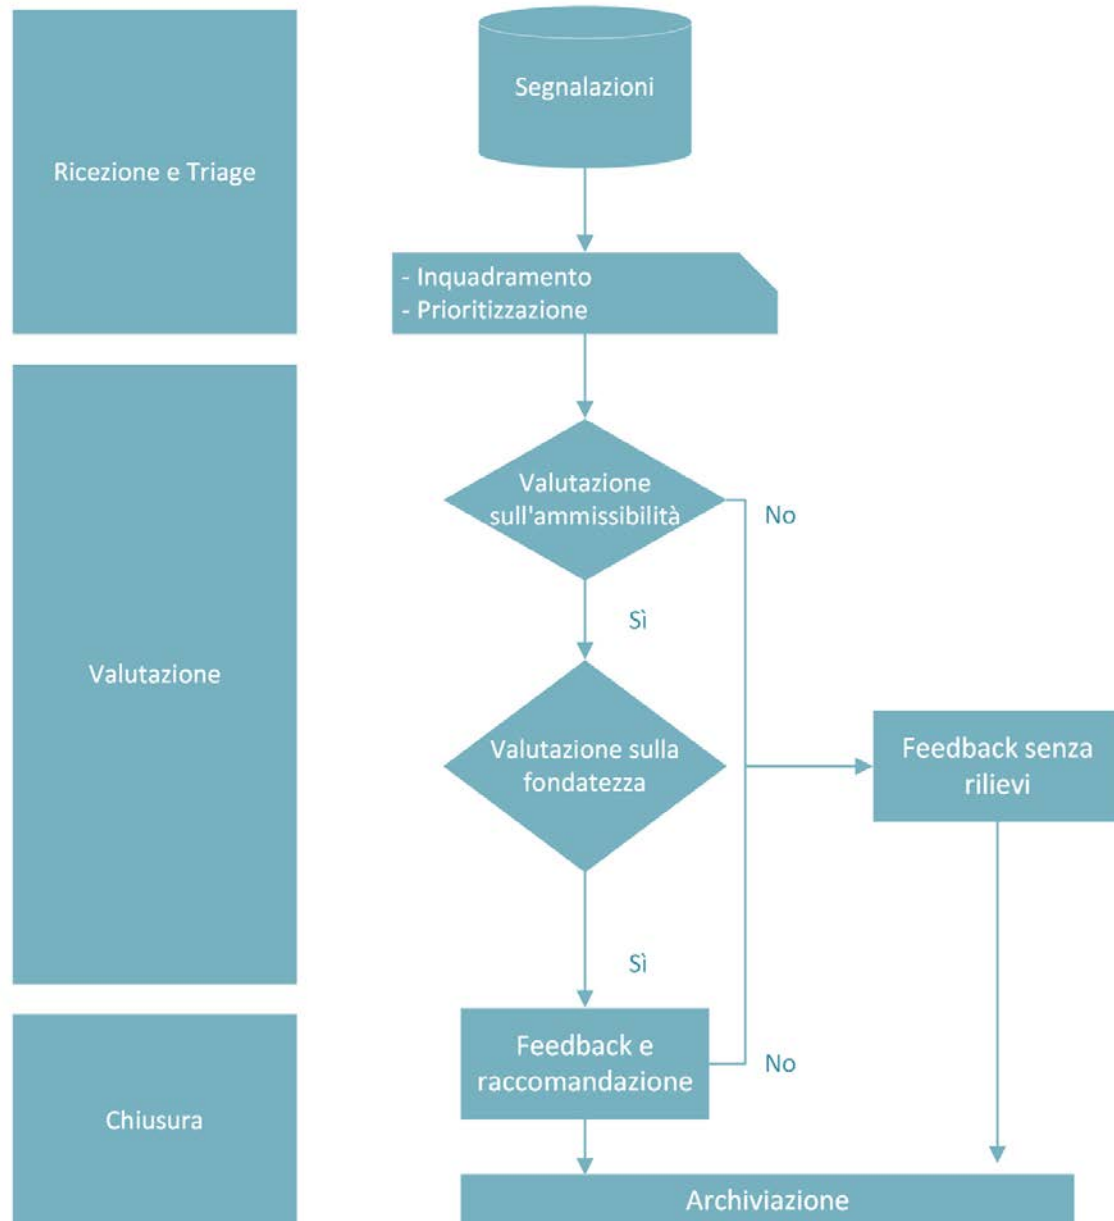 Segnalazioni
Ricezione e Triage
- Inquadramento
- Prioritizzazione
Valutazione
sull'ammissibilità
No
Sì
Valutazione
Valutazione sulla
fondatezza
Feedback senza
rilievi
Sì
Feedback e
raccomandazione
No
Chiusura
Archiviazione